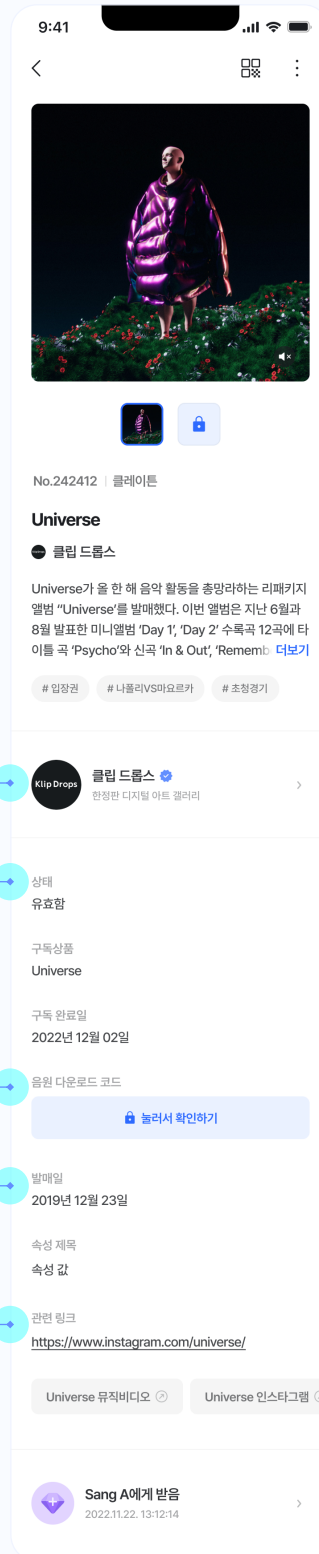 9:41
No.242412 | 클레이튼
Universe
클립 드롭스
Universe가 올 한 해 음악 활동을 총망라하는 리패키지
앨범 “Universe’를 발매했다. 이번 앨범은 지난 6월과
8월 발표한 미니앨범 ‘Day 1’, ‘Day 2’ 수록곡 12곡에 타
이틀 곡 ‘Psycho’와 신곡 ‘In & Out’, ‘Rememb 더보기
# 입장권 # 나폴리VS마요르카 # 초청경기
Klip Drops
클립 드롭스
한정판 디지털 아트 갤러리
상태
유효함
구독상품
Universe
구독 완료일
2022년 12월 02일
음원 다운로드 코드
눌러서 확인하기
발매일
2019년 12월 23일
속성 제목
속성 값
관련 링크
https://www.instagram.com/universe/
Universe 뮤직비디오 Universe 인스타그램
Sang A에게 받음
2022.11.22. 13:12:14